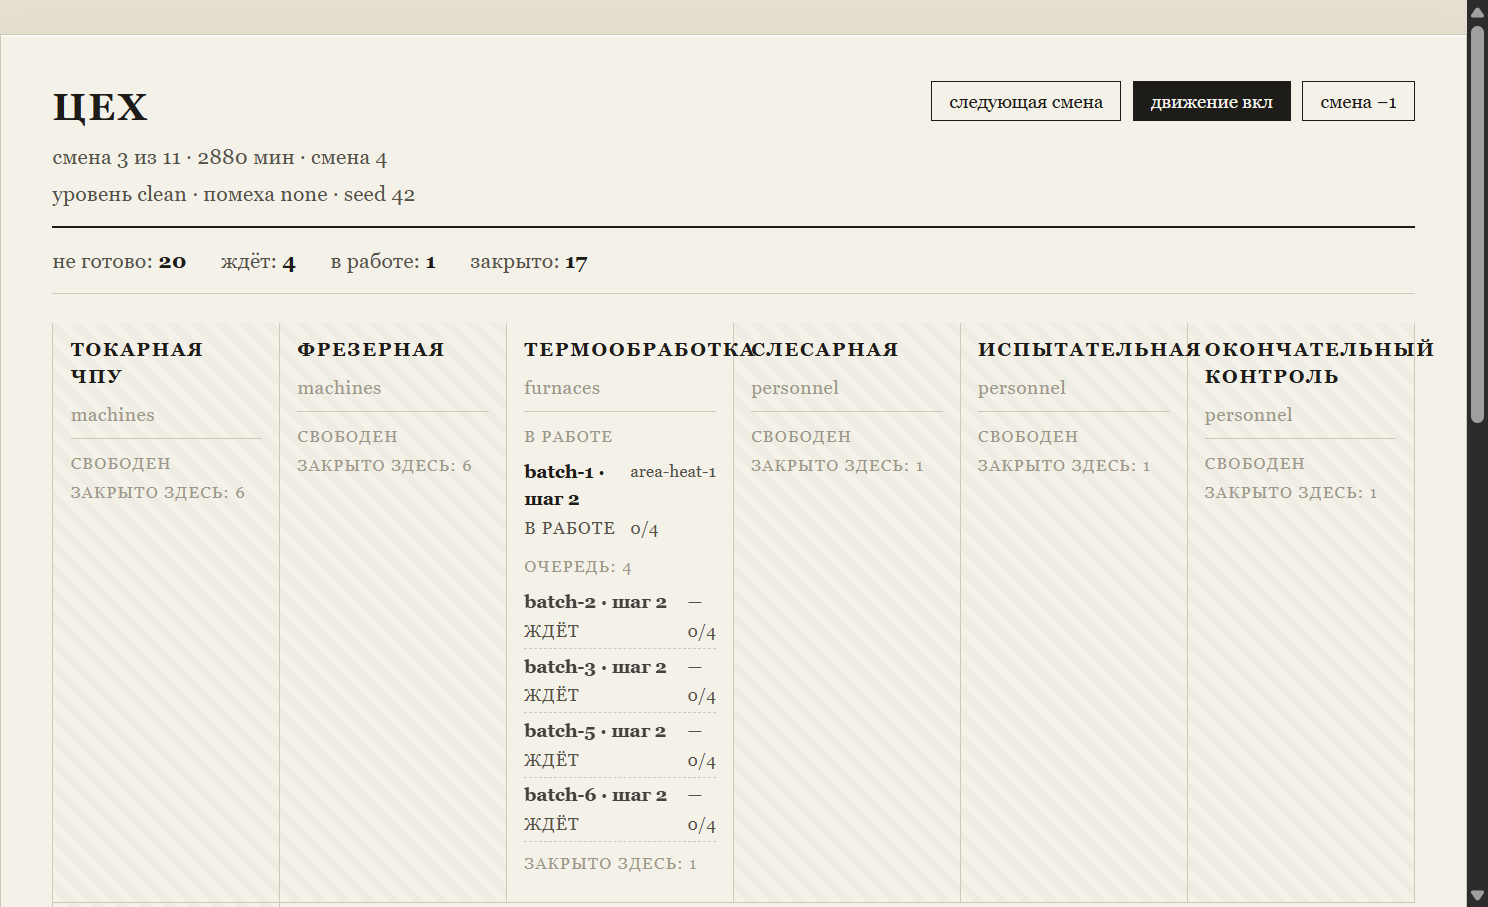 ЦЕХ
следующая смена
движение вкл
смена −1
смена 3 из 11 · 2880 мин · смена 4
уровень clean · помеха none · seed 42
не готово: 20 ждёт: 4 в работе: 1 закрыто: 17
ТОКАРНАЯ
ЧПУ
machines
СВОБОДЕН
ЗАКРЫТО ЗДЕСЬ: 6
ФРЕЗЕРНАЯ
machines
СВОБОДЕН
ЗАКРЫТО ЗДЕСЬ: 6
ТЕРМООБРАБОТКА
furnaces
В РАБОТЕ
batch-1 · area-heat-1
шаг 2
В РАБОТЕ 0/4
ОЧЕРЕДЬ: 4
batch-2 · шаг 2 —
ЖДЁТ 0/4
batch-3 · шаг 2 —
ЖДЁТ 0/4
batch-5 · шаг 2 —
ЖДЁТ 0/4
batch-6 · шаг 2 —
ЖДЁТ 0/4
ЗАКРЫТО ЗДЕСЬ: 1
СЛЕСАРНАЯ
personnel
СВОБОДЕН
ЗАКРЫТО ЗДЕСЬ: 1
ИСПЫТАТЕЛЬНАЯ
personnel
СВОБОДЕН
ЗАКРЫТО ЗДЕСЬ: 1
ОКОНЧАТЕЛЬНЫЙ
КОНТРОЛЬ
personnel
СВОБОДЕН
ЗАКРЫТО ЗДЕСЬ: 1